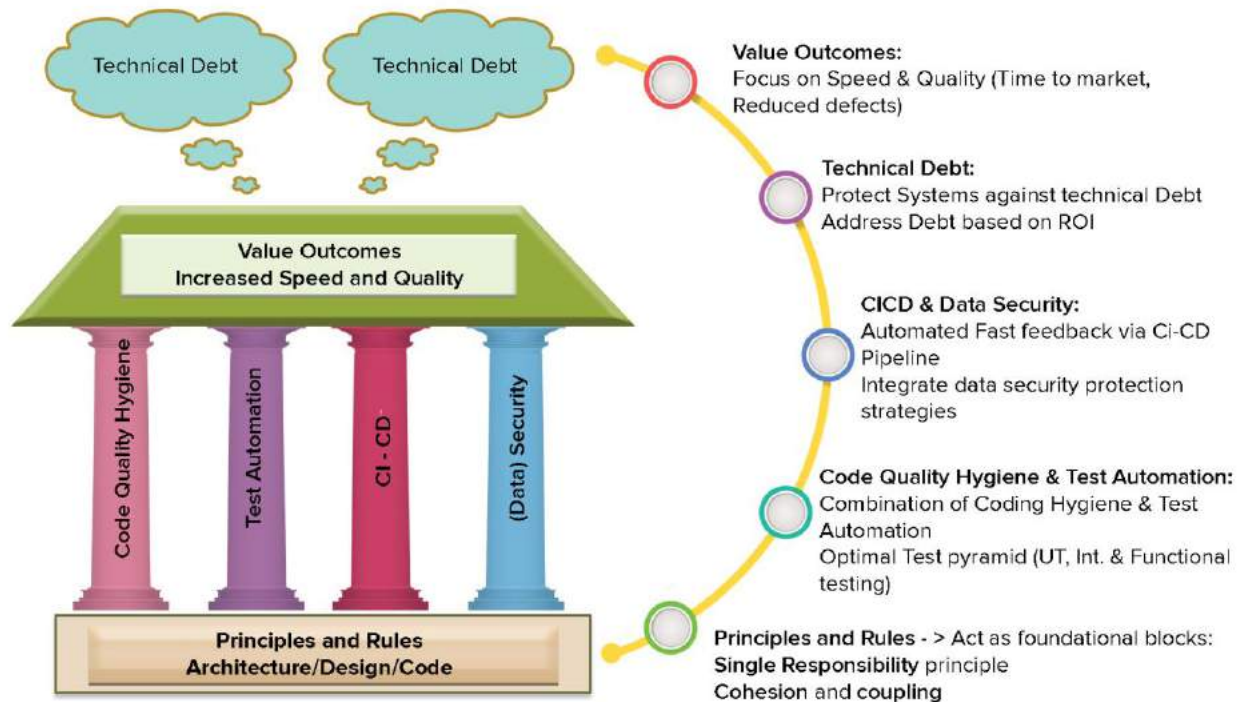 Technical Debt
Technical Debt
Value Outcomes
Increased Speed and Quality
Code Quality Hygiene
Test Automation
CI - CD
(Data) Security
Principles and Rules
Architecture/Design/Code
Value Outcomes:
Focus on Speed & Quality (Time to market,
Reduced defects)
Technical Debt:
Protect Systems against technical Debt
Address Debt based on ROI
CICD & Data Security:
Automated Fast feedback via Ci-CD
Pipeline
Integrate data security protection
strategies
Code Quality Hygiene & Test Automation:
Combination of Coding Hygiene & Test
Automation
Optimal Test pyramid (UT, Int. & Functional
testing)
Principles and Rules - > Act as foundational blocks:
Single Responsibility principle
Cohesion and coupling